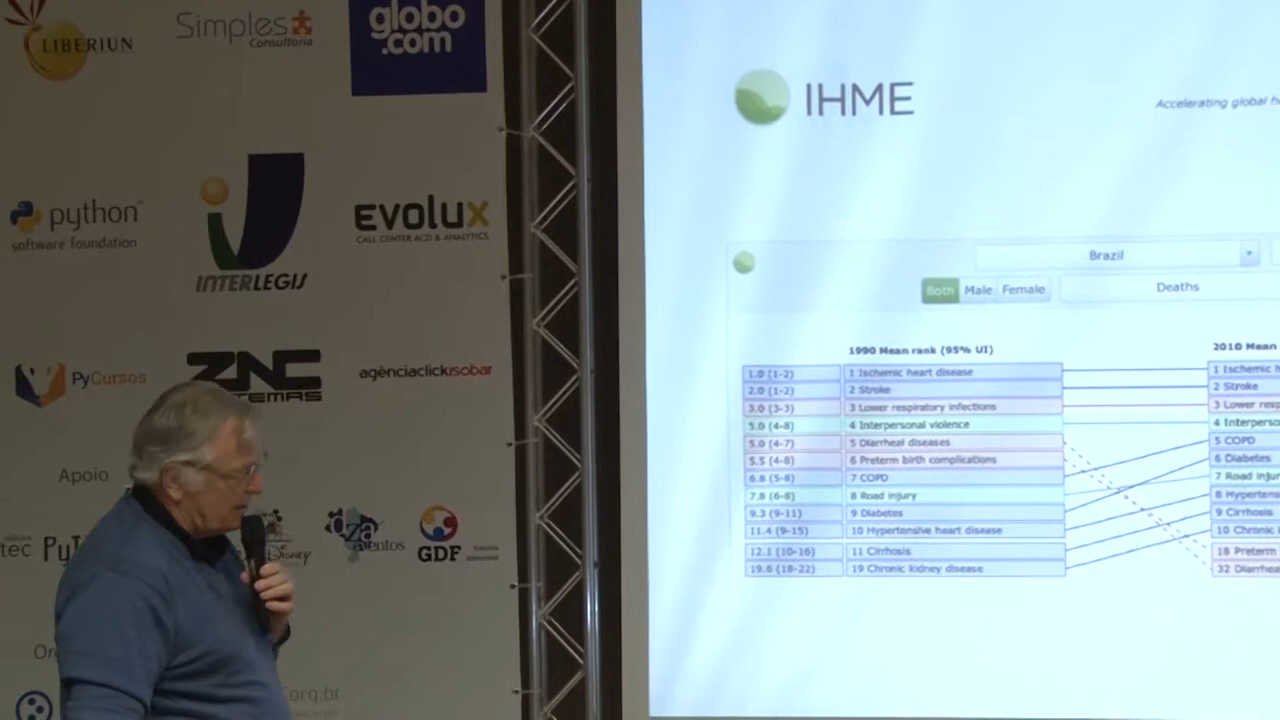 LIBERIUN
Simples
Consultoria
globo
.com
python™
software foundation
INTERLEGIS
evolux
CALL CENTER ACD & ANALYTICS
PyCursos
ZNC
agênciaclickisobar
Apoio
tec
GDF
IHME
Accelerating global
Brazil
Both Male Female
Deaths
1990 Mean rank (95% UI)
2010 Mean
1.0 (1-2) 1 Ischemic heart disease
2.0 (1-2) 2 Stroke
3.0 (3-3) 3 Lower respiratory infections
5.0 (4-8) 4 Interpersonal violence
5.0 (4-7) 5 Diarrheal diseases
5.5 (4-8) 6 Preterm birth complications
6.8 (5-8) 7 COPD
7.8 (6-8) 8 Road injury
9.3 (9-11) 9 Diabetes
11.4 (9-15) 10 Hypertensive heart disease
12.1 (10-16) 11 Cirrhosis
19.6 (18-22) 19 Chronic kidney disease
1 Ischemic h
2 Stroke
3 Lower resp
4 Interperso
5 COPD
6 Diabetes
7 Road injur
8 Hypertens
9 Cirrhosis
10 Chronic
18 Preterm
32 Diarrhea